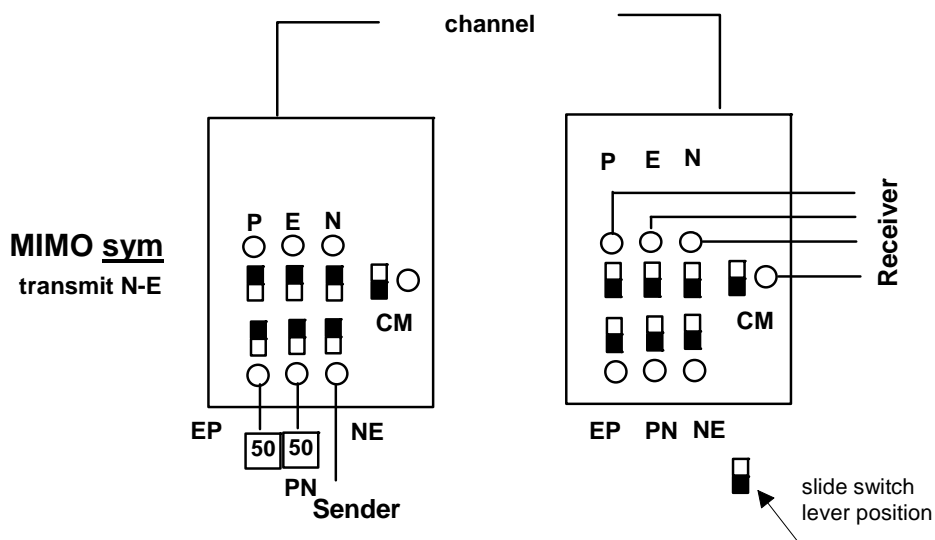 channel
P E N
P E N
MIMO sym
transmit N-E
Receiver
CM
CM
EP NE
50 50
PN
Sender
EP PN NE
slide switch
lever position